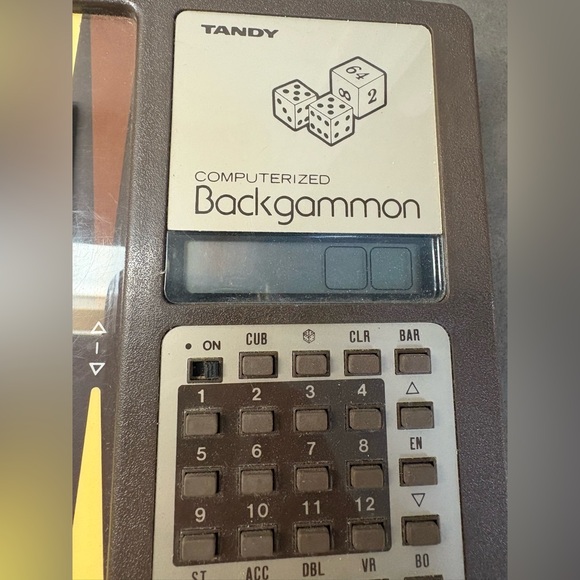 TANDY
64
8 2
COMPUTERIZED
Backgammon
ON CUB CLR BAR
1 2 3 4
5 6 7 8 EN
9 10 11 12
ST ACC DBL VR BO